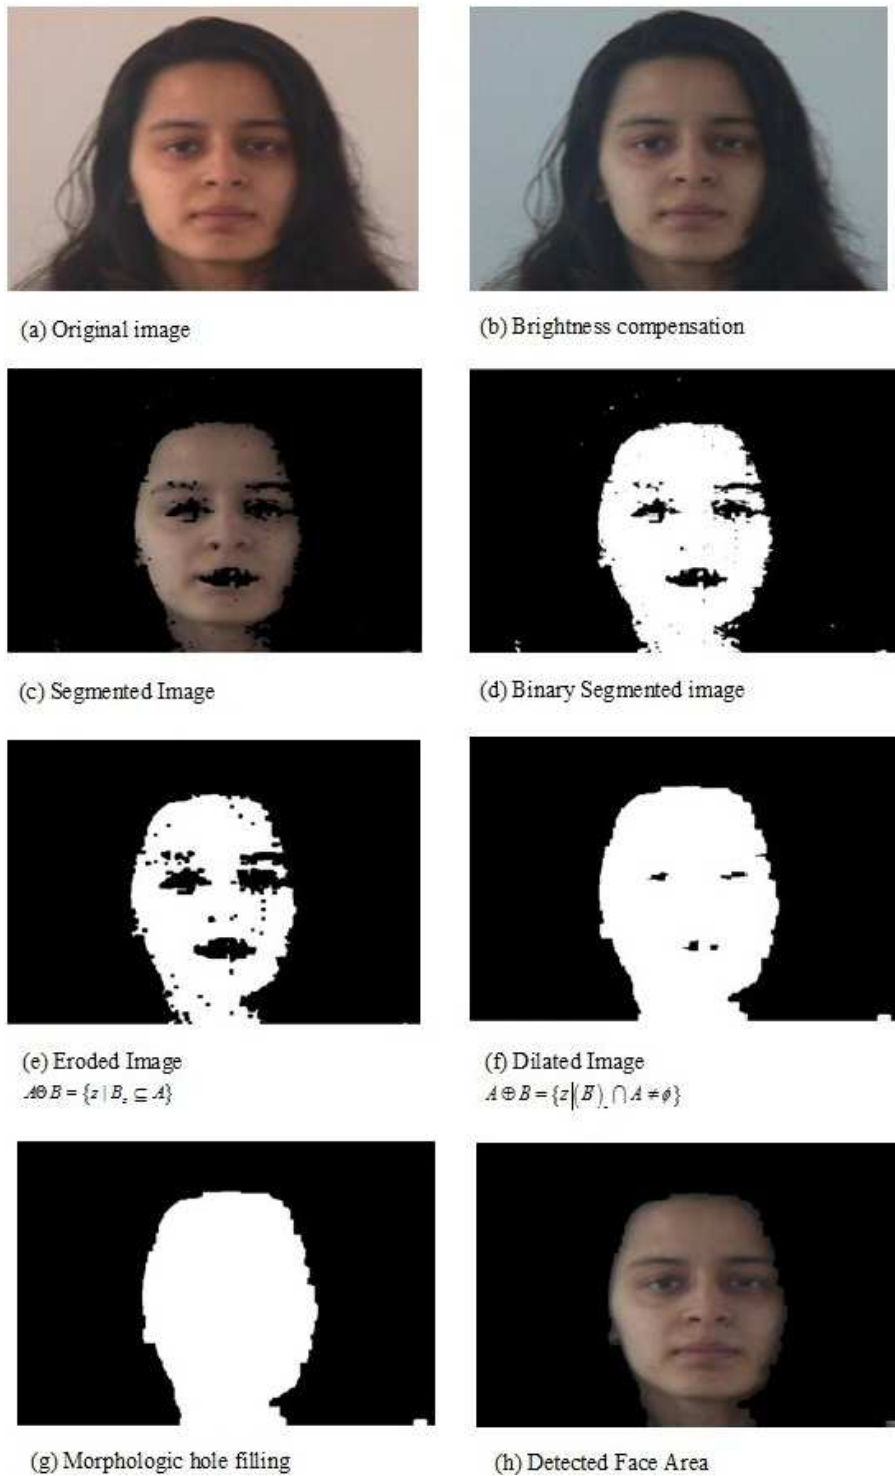 (a) Original image
(b) Brightness compensation
(c) Segmented Image
(d) Binary Segmented image
(e) Eroded Image
A⊖B = {z | B_z ⊆ A}
(f) Dilated Image
A ⊕ B = {z|(B̂)_z ⋂ A ≠ ϕ}
(g) Morphologic hole filling
(h) Detected Face Area